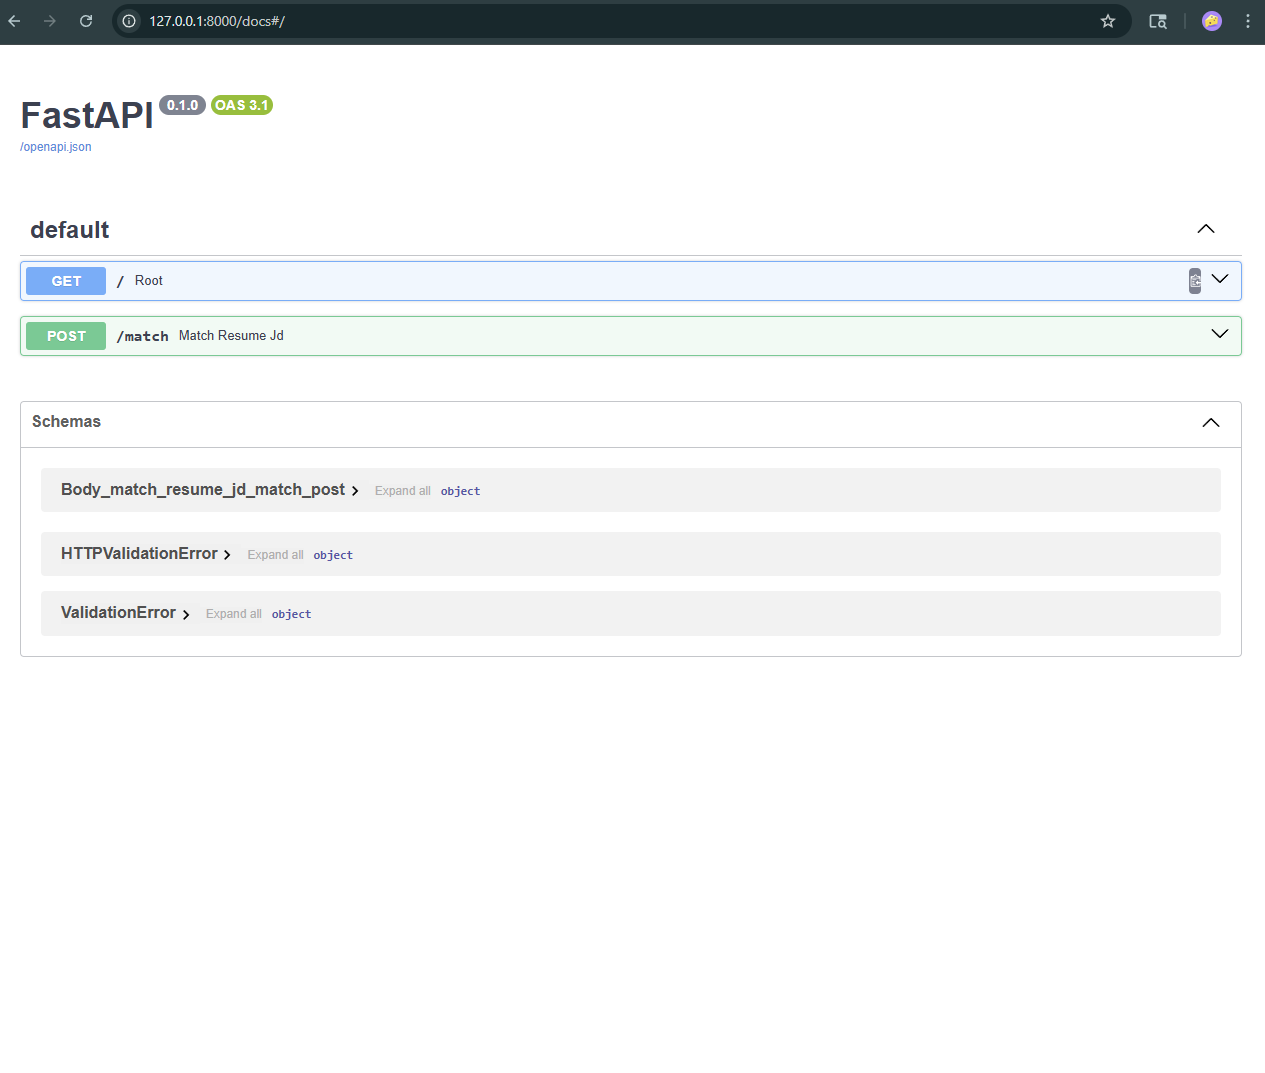 127.0.0.1:8000/docs#/
FastAPI 0.1.0 OAS 3.1
/openapi.json
default
GET / Root
POST /match Match Resume Jd
Schemas
Body_match_resume_jd_match_post Expand all object
HTTPValidationError Expand all object
ValidationError Expand all object